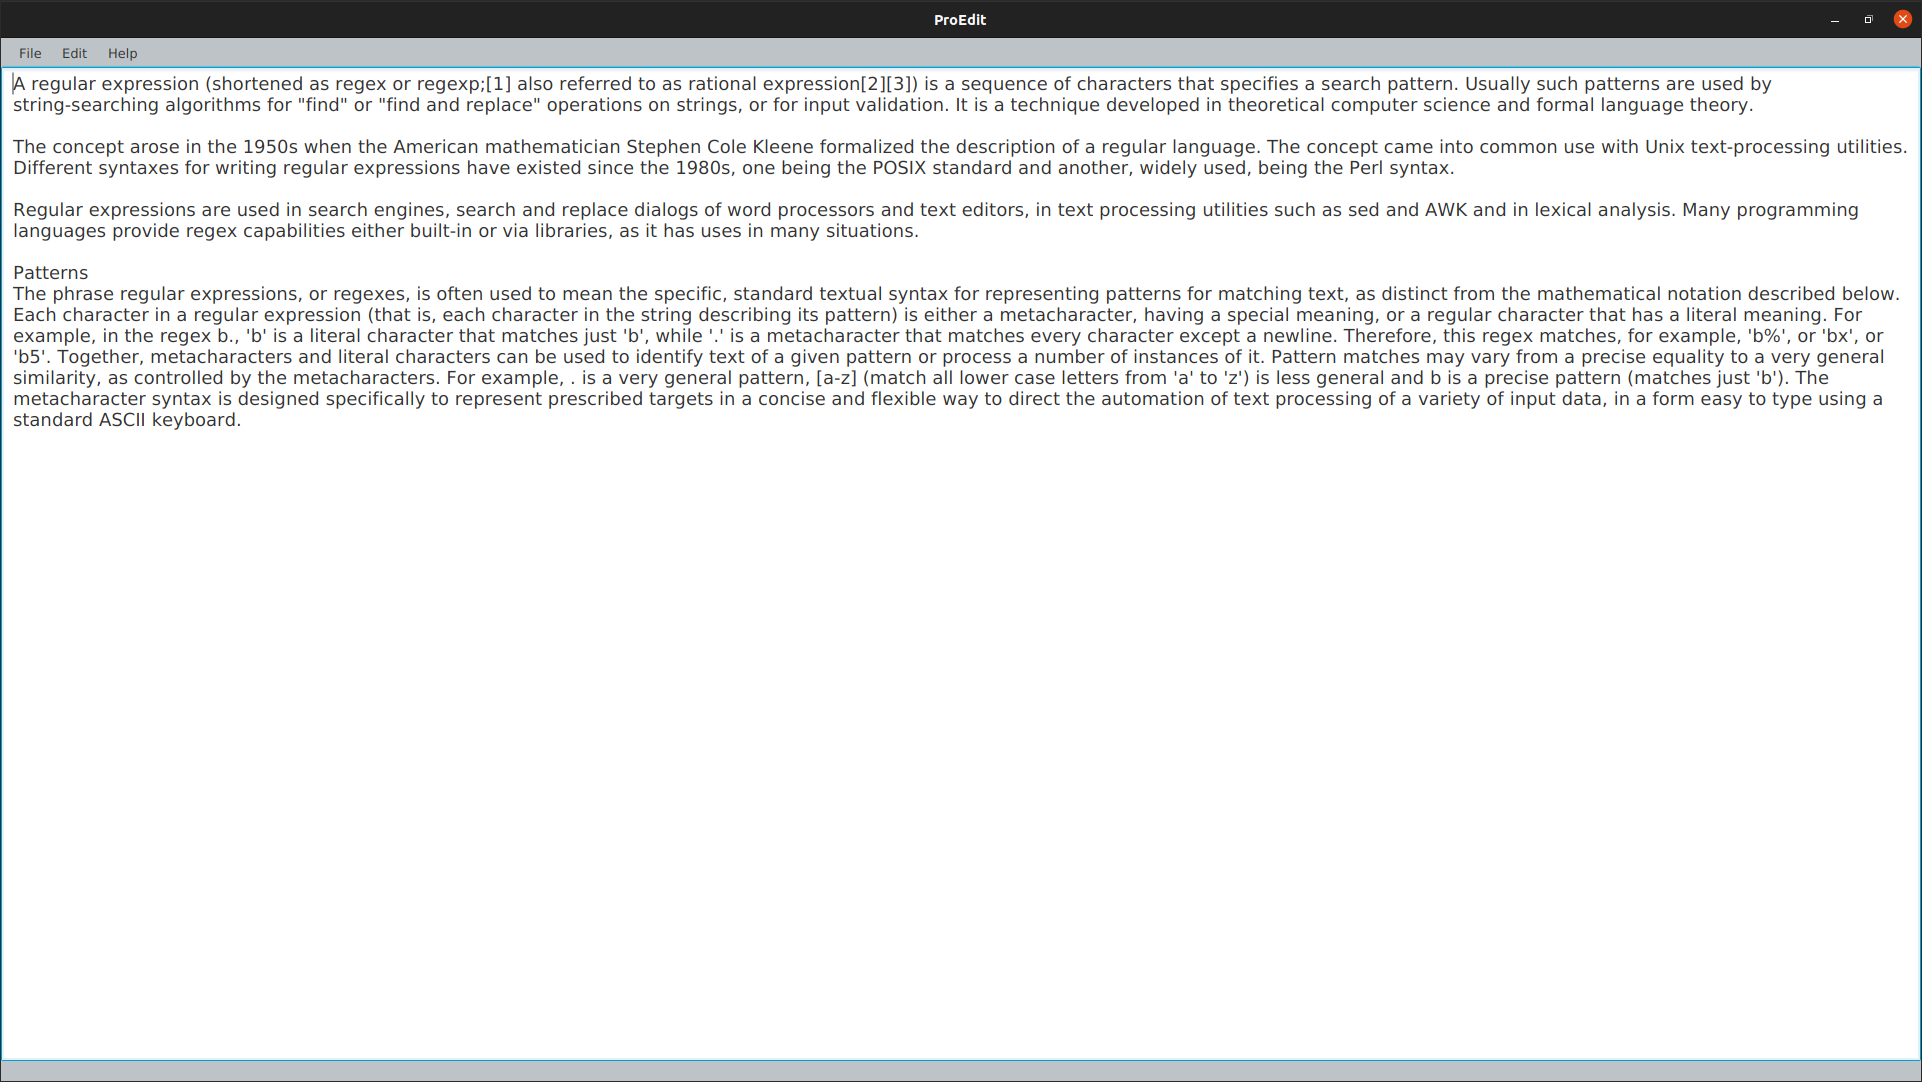 ProEdit
File Edit Help
A regular expression (shortened as regex or regexp;[1] also referred to as rational expression[2][3]) is a sequence of characters that specifies a search pattern. Usually such patterns are used by
string-searching algorithms for "find" or "find and replace" operations on strings, or for input validation. It is a technique developed in theoretical computer science and formal language theory.
The concept arose in the 1950s when the American mathematician Stephen Cole Kleene formalized the description of a regular language. The concept came into common use with Unix text-processing utilities.
Different syntaxes for writing regular expressions have existed since the 1980s, one being the POSIX standard and another, widely used, being the Perl syntax.
Regular expressions are used in search engines, search and replace dialogs of word processors and text editors, in text processing utilities such as sed and AWK and in lexical analysis. Many programming
languages provide regex capabilities either built-in or via libraries, as it has uses in many situations.
Patterns
The phrase regular expressions, or regexes, is often used to mean the specific, standard textual syntax for representing patterns for matching text, as distinct from the mathematical notation described below.
Each character in a regular expression (that is, each character in the string describing its pattern) is either a metacharacter, having a special meaning, or a regular character that has a literal meaning. For
example, in the regex b., 'b' is a literal character that matches just 'b', while '.' is a metacharacter that matches every character except a newline. Therefore, this regex matches, for example, 'b%', or 'bx', or
'b5'. Together, metacharacters and literal characters can be used to identify text of a given pattern or process a number of instances of it. Pattern matches may vary from a precise equality to a very general
similarity, as controlled by the metacharacters. For example, . is a very general pattern, [a-z] (match all lower case letters from 'a' to 'z') is less general and b is a precise pattern (matches just 'b'). The
metacharacter syntax is designed specifically to represent prescribed targets in a concise and flexible way to direct the automation of text processing of a variety of input data, in a form easy to type using a
standard ASCII keyboard.